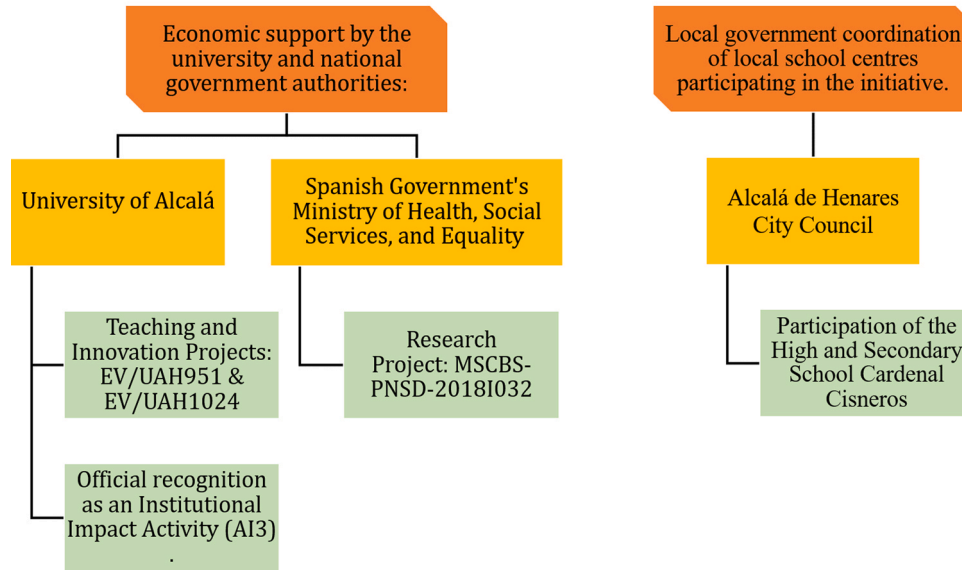 Economic support by the
university and national
government authorities:
University of Alcalá
Spanish Government's
Ministry of Health, Social
Services, and Equality
Teaching and
Innovation Projects:
EV/UAH951 &
EV/UAH1024
Research
Project: MSCBS-
PNSD-2018I032
Official recognition
as an Institutional
Impact Activity (AI3)
.
Local government coordination
of local school centres
participating in the initiative.
Alcalá de Henares
City Council
Participation of the
High and Secondary
School Cardenal
Cisneros